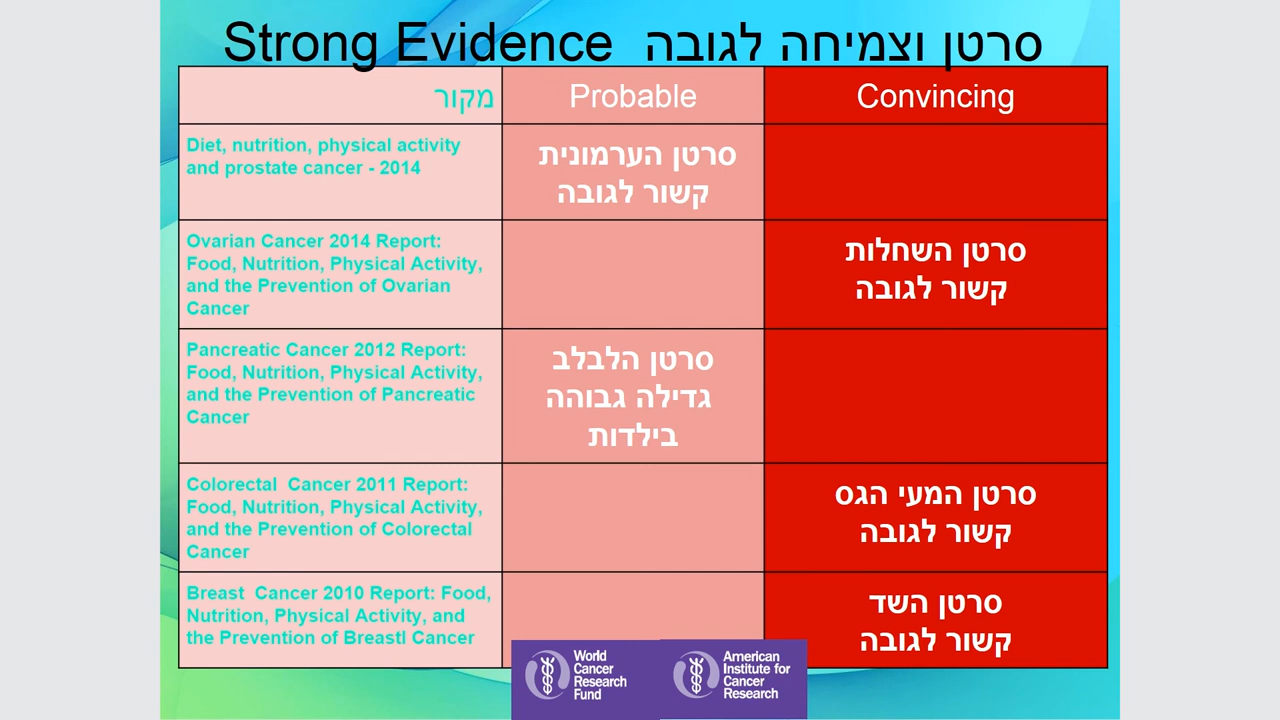 סרטן וצמיחה לגובה Strong Evidence
Convincing
Probable
מקור
Diet, nutrition, physical activity
and prostate cancer - 2014
סרטן הערמונית
קשור לגובה
Ovarian Cancer 2014 Report:
Food, Nutrition, Physical Activity,
and the Prevention of Ovarian
Cancer
סרטן השחלות
קשור לגובה
Pancreatic Cancer 2012 Report:
Food, Nutrition, Physical Activity,
and the Prevention of Pancreatic
Cancer
סרטן הלבלב
גדילה גבוהה
בילדות
Colorectal  Cancer 2011 Report:
Food, Nutrition, Physical Activity,
and the Prevention of Colorectal
Cancer
סרטן המעי הגס
קשור לגובה
Breast  Cancer 2010 Report: Food,
Nutrition, Physical Activity, and
the Prevention of Breastl Cancer
סרטן השד
קשור לגובה
World
Cancer
Research
Fund
American
Institute for
Cancer
Research